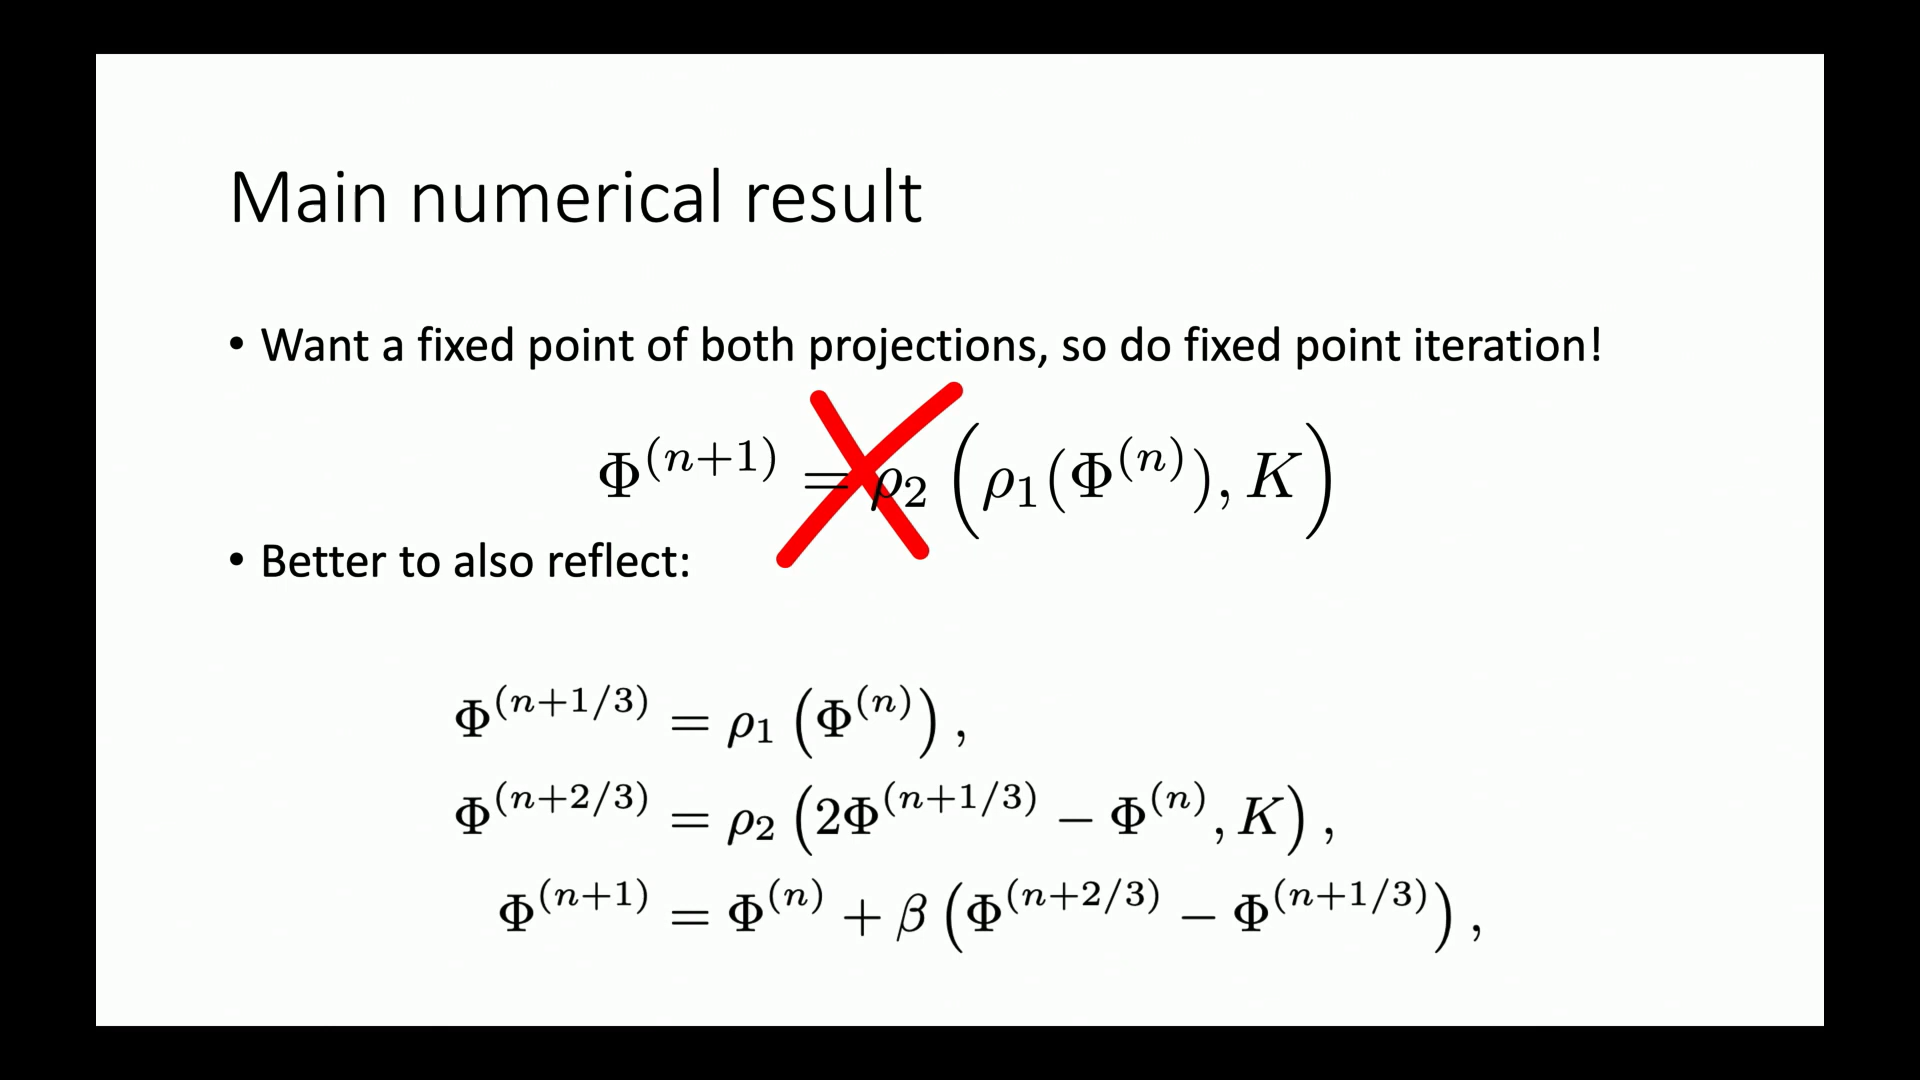 Main numerical result
• Want a fixed point of both projections, so do fixed point iteration!
Φ^(n+1) = ρ₂ (ρ₁(Φ^(n)), K)
• Better to also reflect:
Φ^(n+1/3) = ρ₁ (Φ^(n)),
Φ^(n+2/3) = ρ₂ (2Φ^(n+1/3) − Φ^(n), K),
Φ^(n+1) = Φ^(n) + β (Φ^(n+2/3) − Φ^(n+1/3)),